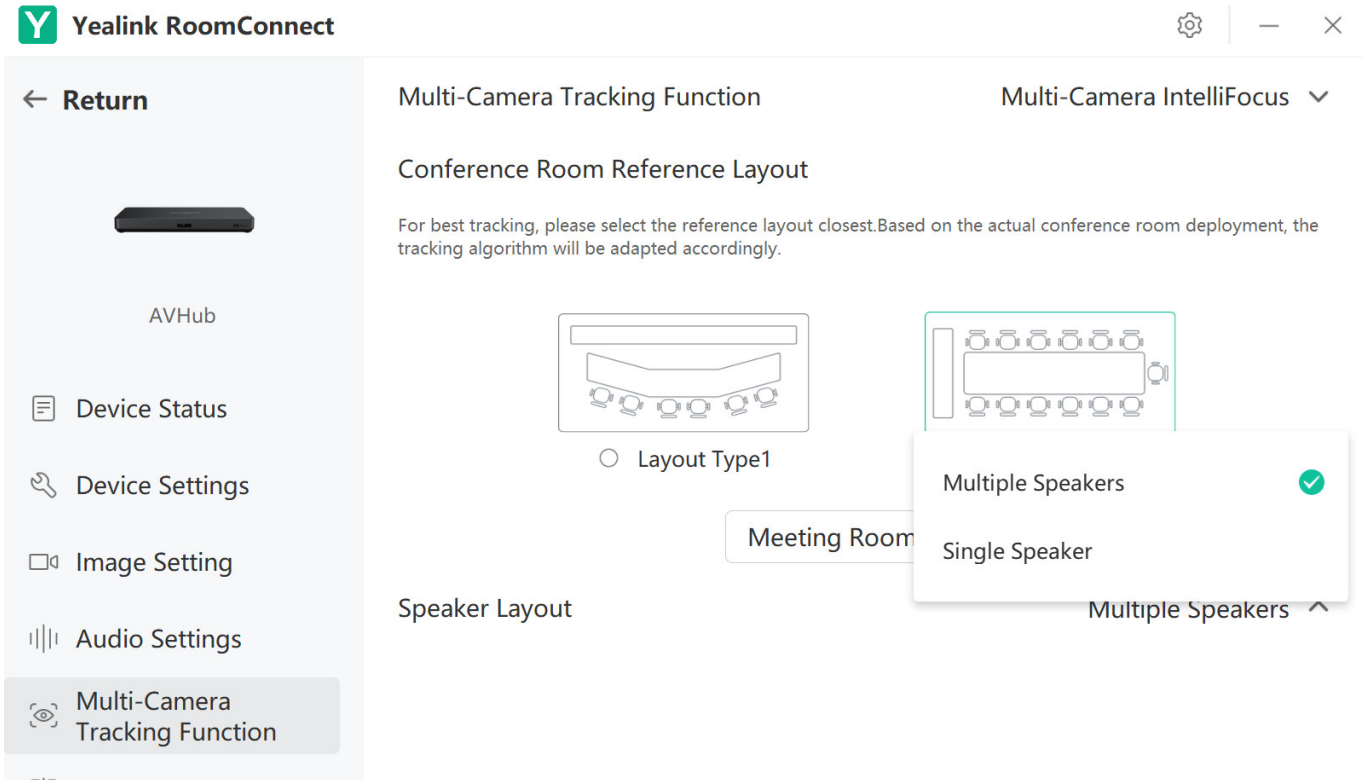 Yealink RoomConnect
Return
AVHub
Device Status
Device Settings
Image Setting
Audio Settings
Multi-Camera
Tracking Function
Multi-Camera Tracking Function
Multi-Camera IntelliFocus
Conference Room Reference Layout
For best tracking, please select the reference layout closest.Based on the actual conference room deployment, the
tracking algorithm will be adapted accordingly.
Layout Type1
Meeting Room
Multiple Speakers
Single Speaker
Speaker Layout
Multiple Speakers